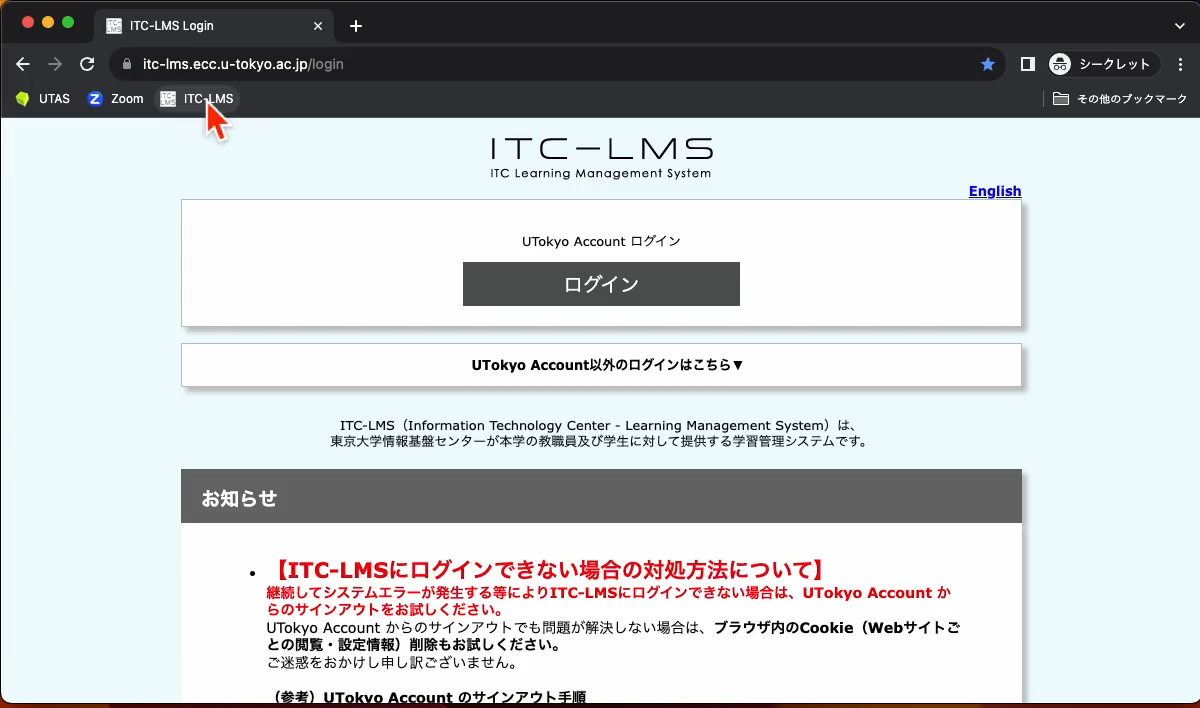 ITC-LMS Login
itc-lms.ecc.u-tokyo.ac.jp/login
シークレット
UTAS
Zoom
ITC-LMS
その他のブックマーク
ITC-LMS
ITC Learning Management System
English
UTokyo Account ログイン
ログイン
UTokyo Account以外のログインはこちら▼
ITC-LMS（Information Technology Center - Learning Management System）は、
東京大学情報基盤センターが本学の教職員及び学生に対して提供する学習管理システムです。
お知らせ
• 【ITC-LMSにログインできない場合の対処方法について】
継続してシステムエラーが発生する等によりITC-LMSにログインできない場合は、UTokyo Account か
らのサインアウトをお試しください。
UTokyo Account からのサインアウトでも問題が解決しない場合は、ブラウザ内のCookie（Webサイトご
との閲覧・設定情報）削除もお試しください。
ご迷惑をおかけし申し訳ございません。
（参考）UTokyo Account のサインアウト手順